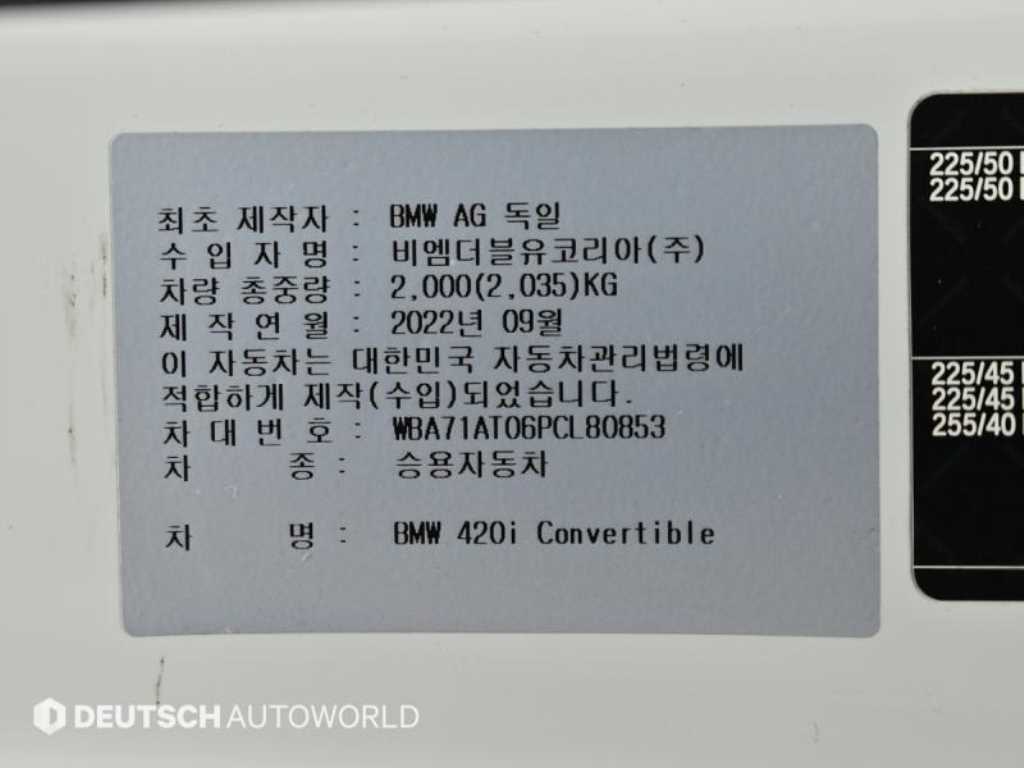 최초 제작자 : BMW AG 독일
수 입 자 명 : 비엠더블유코리아(주)
차량 총중량 : 2,000(2,035)KG
제 작 연 월 : 2022년 09월
이 자동차는 대한민국 자동차관리법령에
적합하게 제작(수입)되었습니다.
차 대 번 호 : WBA71AT06PCL80853
차 종 : 승용자동차
차 명 : BMW 420i Convertible
225/50
225/50
225/45
225/45
255/40
DEUTSCH AUTOWORLD